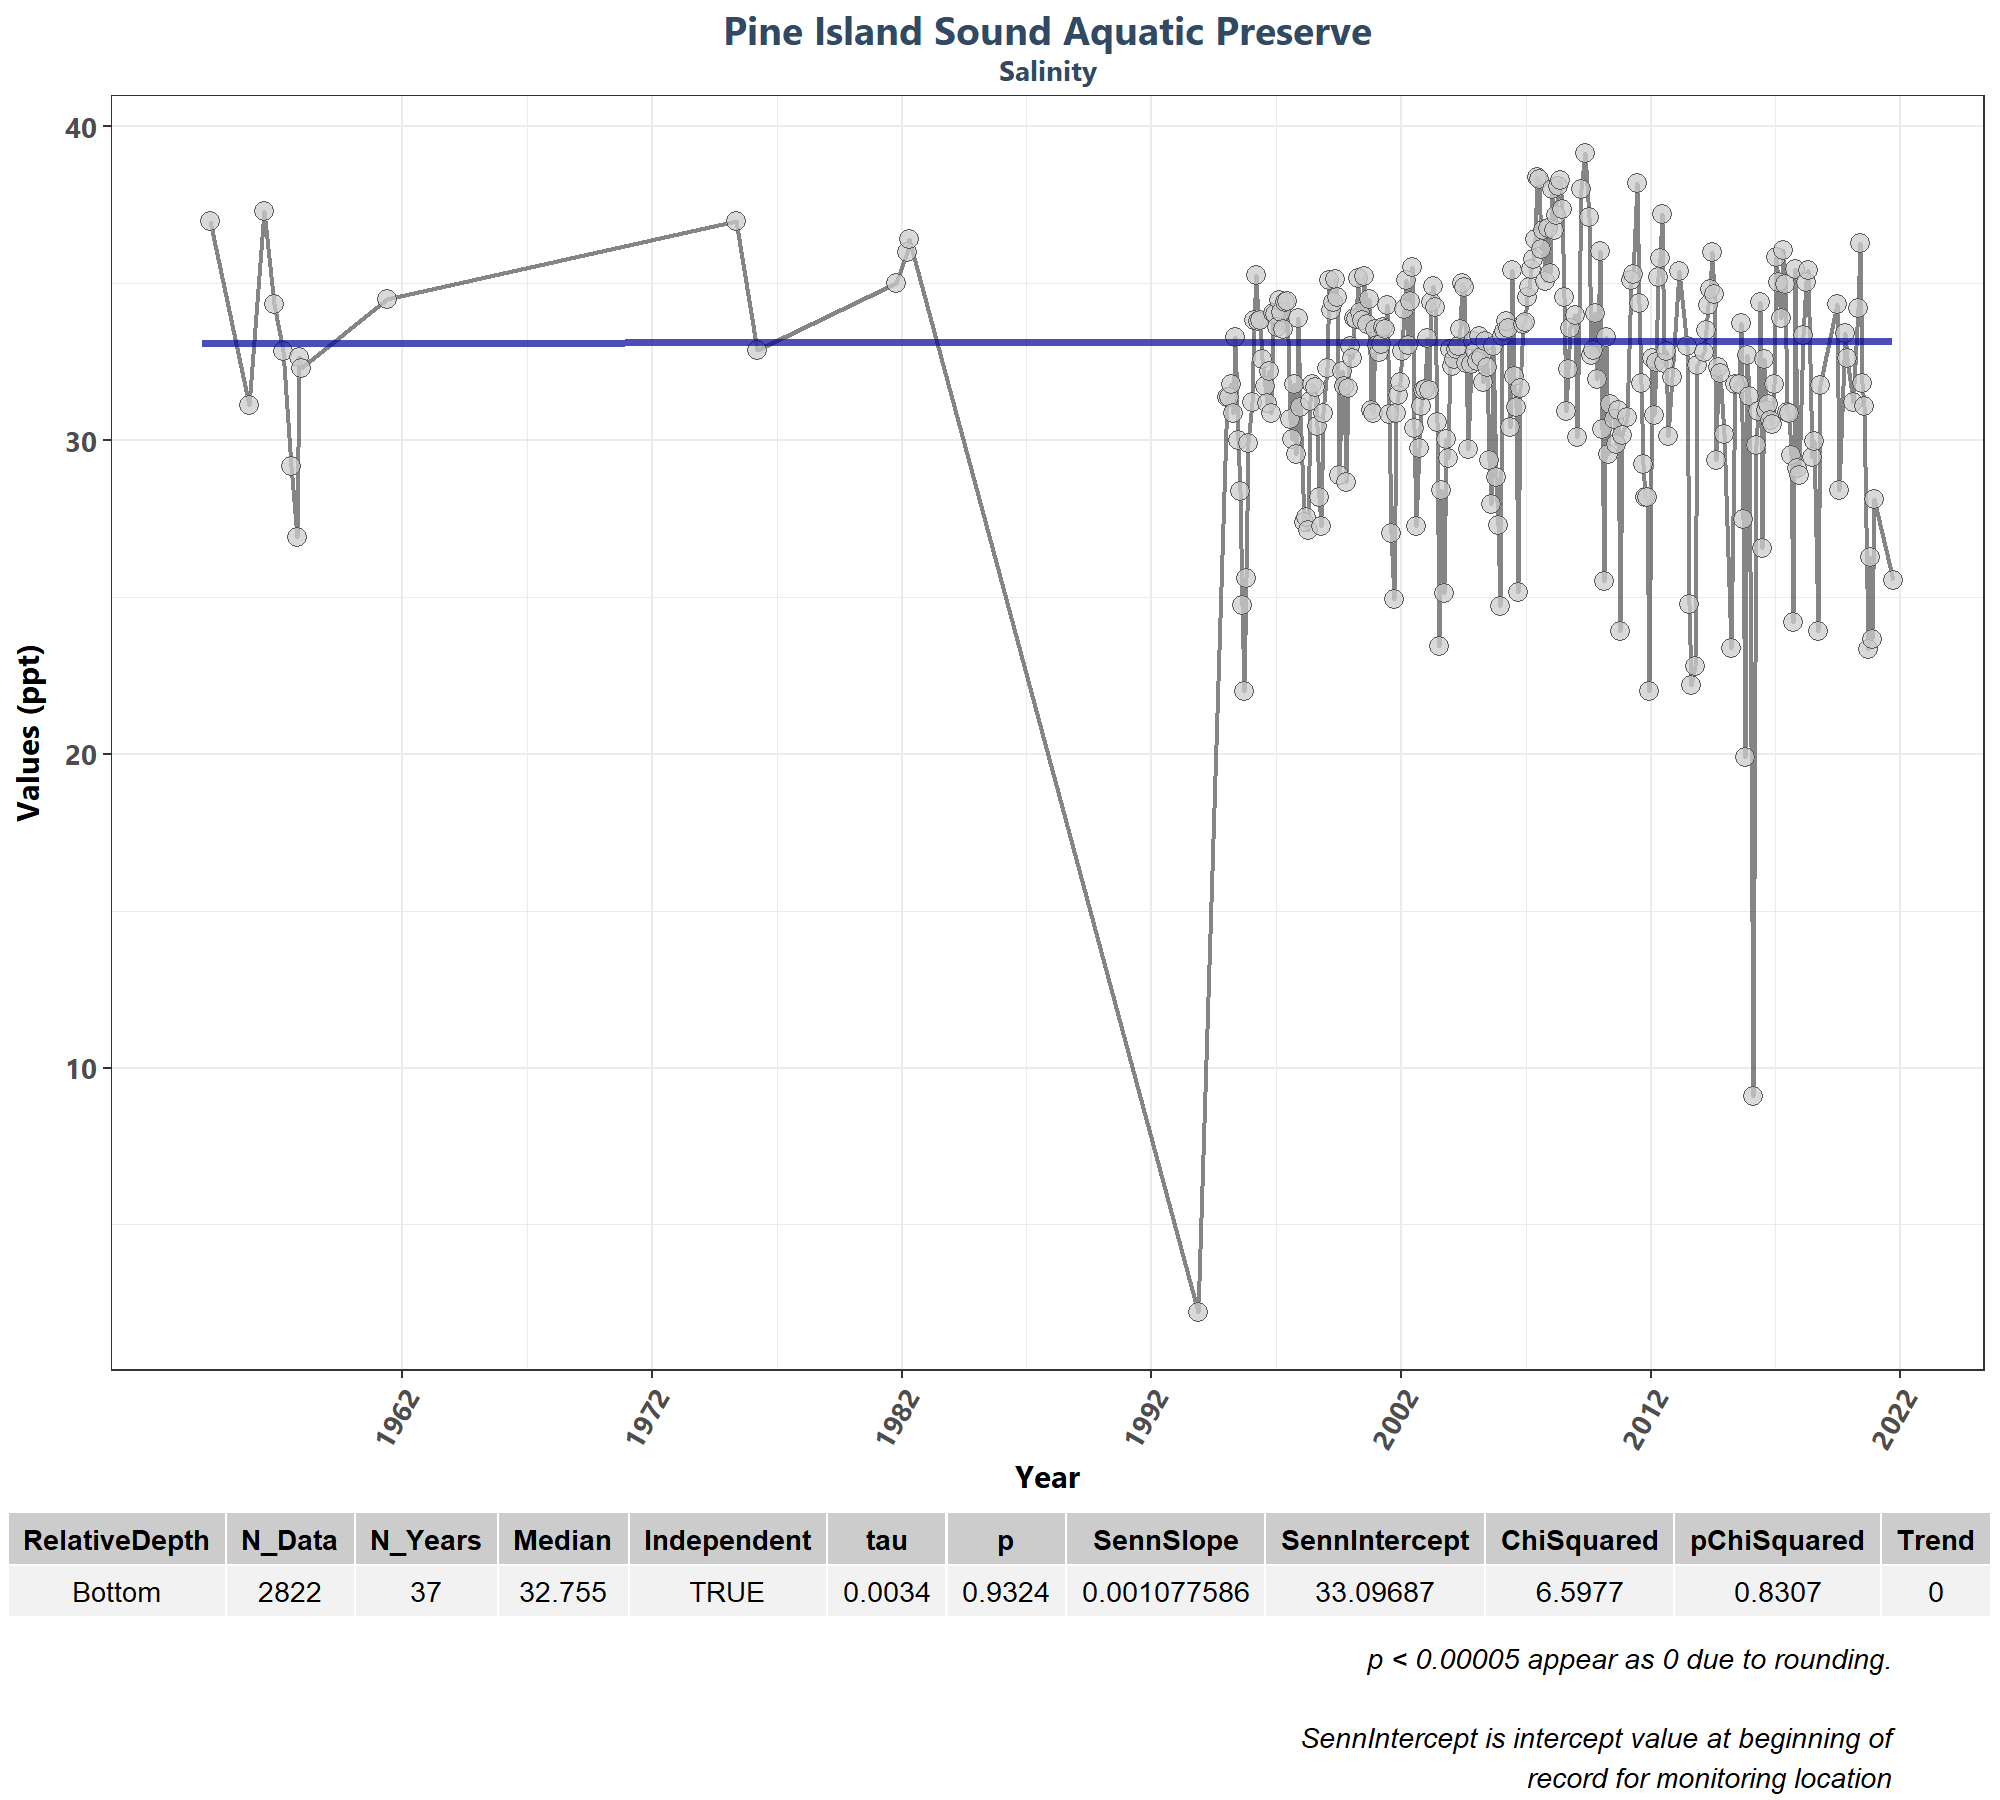 Pine Island Sound Aquatic Preserve
Salinity
40
30
20
10
Values (ppt)
1962 1972 1982 1992 2002 2012 2022
Year
RelativeDepth N_Data N_Years Median Independent tau p SennSlope SennIntercept ChiSquared pChiSquared Trend
Bottom 2822 37 32.755 TRUE 0.0034 0.9324 0.001077586 33.09687 6.5977 0.8307 0
p < 0.00005 appear as 0 due to rounding.
SennIntercept is intercept value at beginning of
record for monitoring location